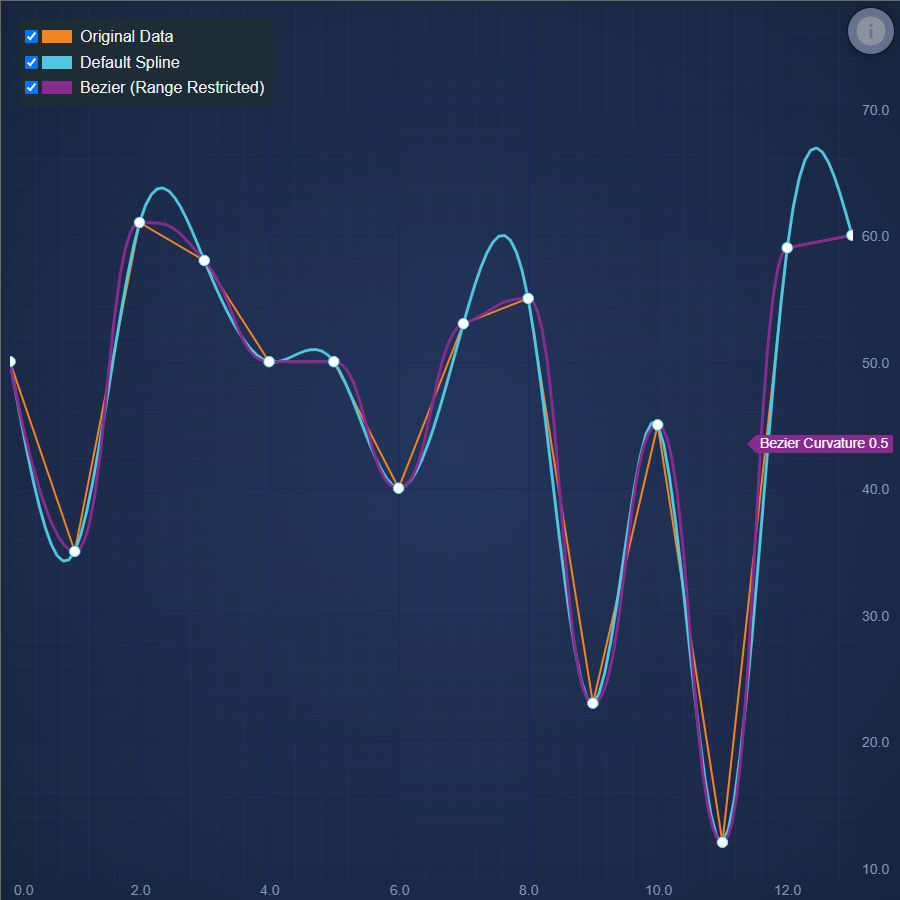 Original Data
Default Spline
Bezier (Range Restricted)
i
70.0
60.0
50.0
Bezier Curvature 0.5
40.0
30.0
20.0
10.0
0.0 2.0 4.0 6.0 8.0 10.0 12.0